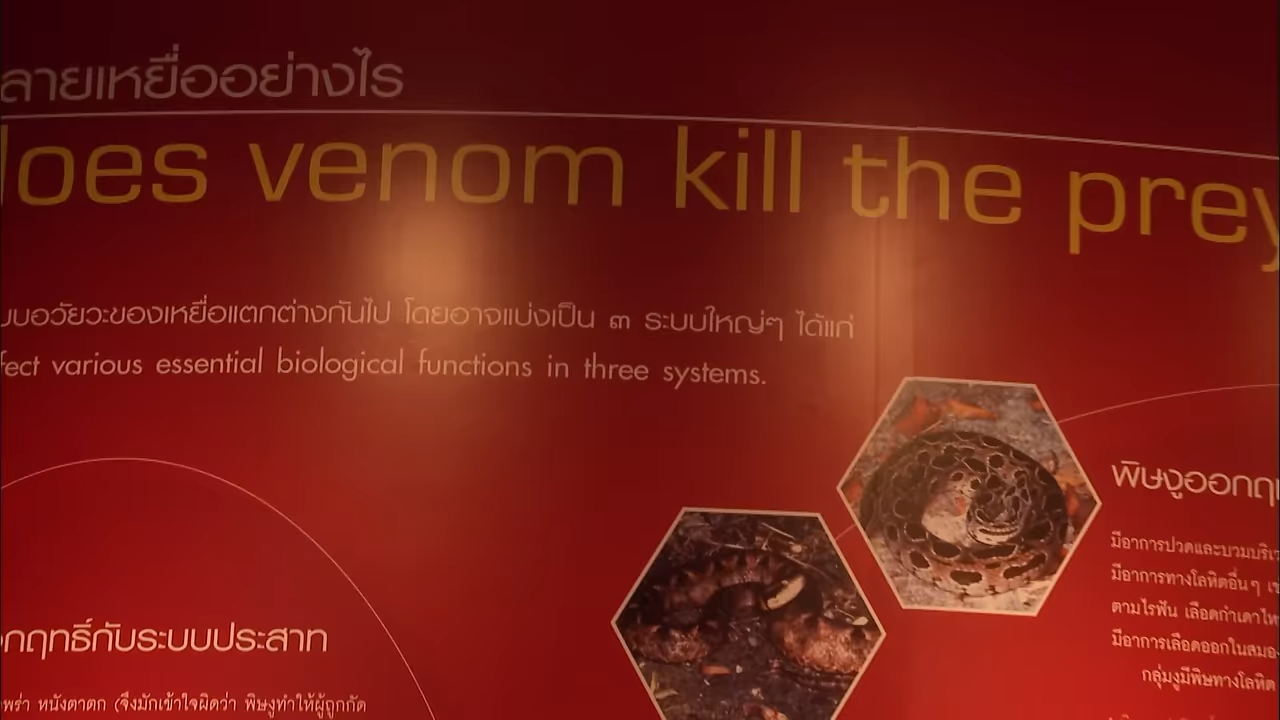 ลายเหยื่ออย่างไร
does venom kill the prey
บบอวัยวะของเหยื่อแตกต่างกันไป โดยอาจแบ่งเป็น ๓ ระบบใหญ่ๆ ได้แก่
fect various essential biological functions in three systems.
พิษงูออกฤ
มีอาการปวดและบวมบริเว
มีอาการทางโลหิตอื่นๆ เ
ตามไรฟัน เลือดกำเดาไห
มีอาการเลือดออกในสมอ
กลุ่มงูมีพิษทางโลหิต
อกฤทธิ์กับระบบประสาท
พร่า หนังตาตก (จึงมักเข้าใจผิดว่า พิษงูทำให้ผู้ถูกกัด